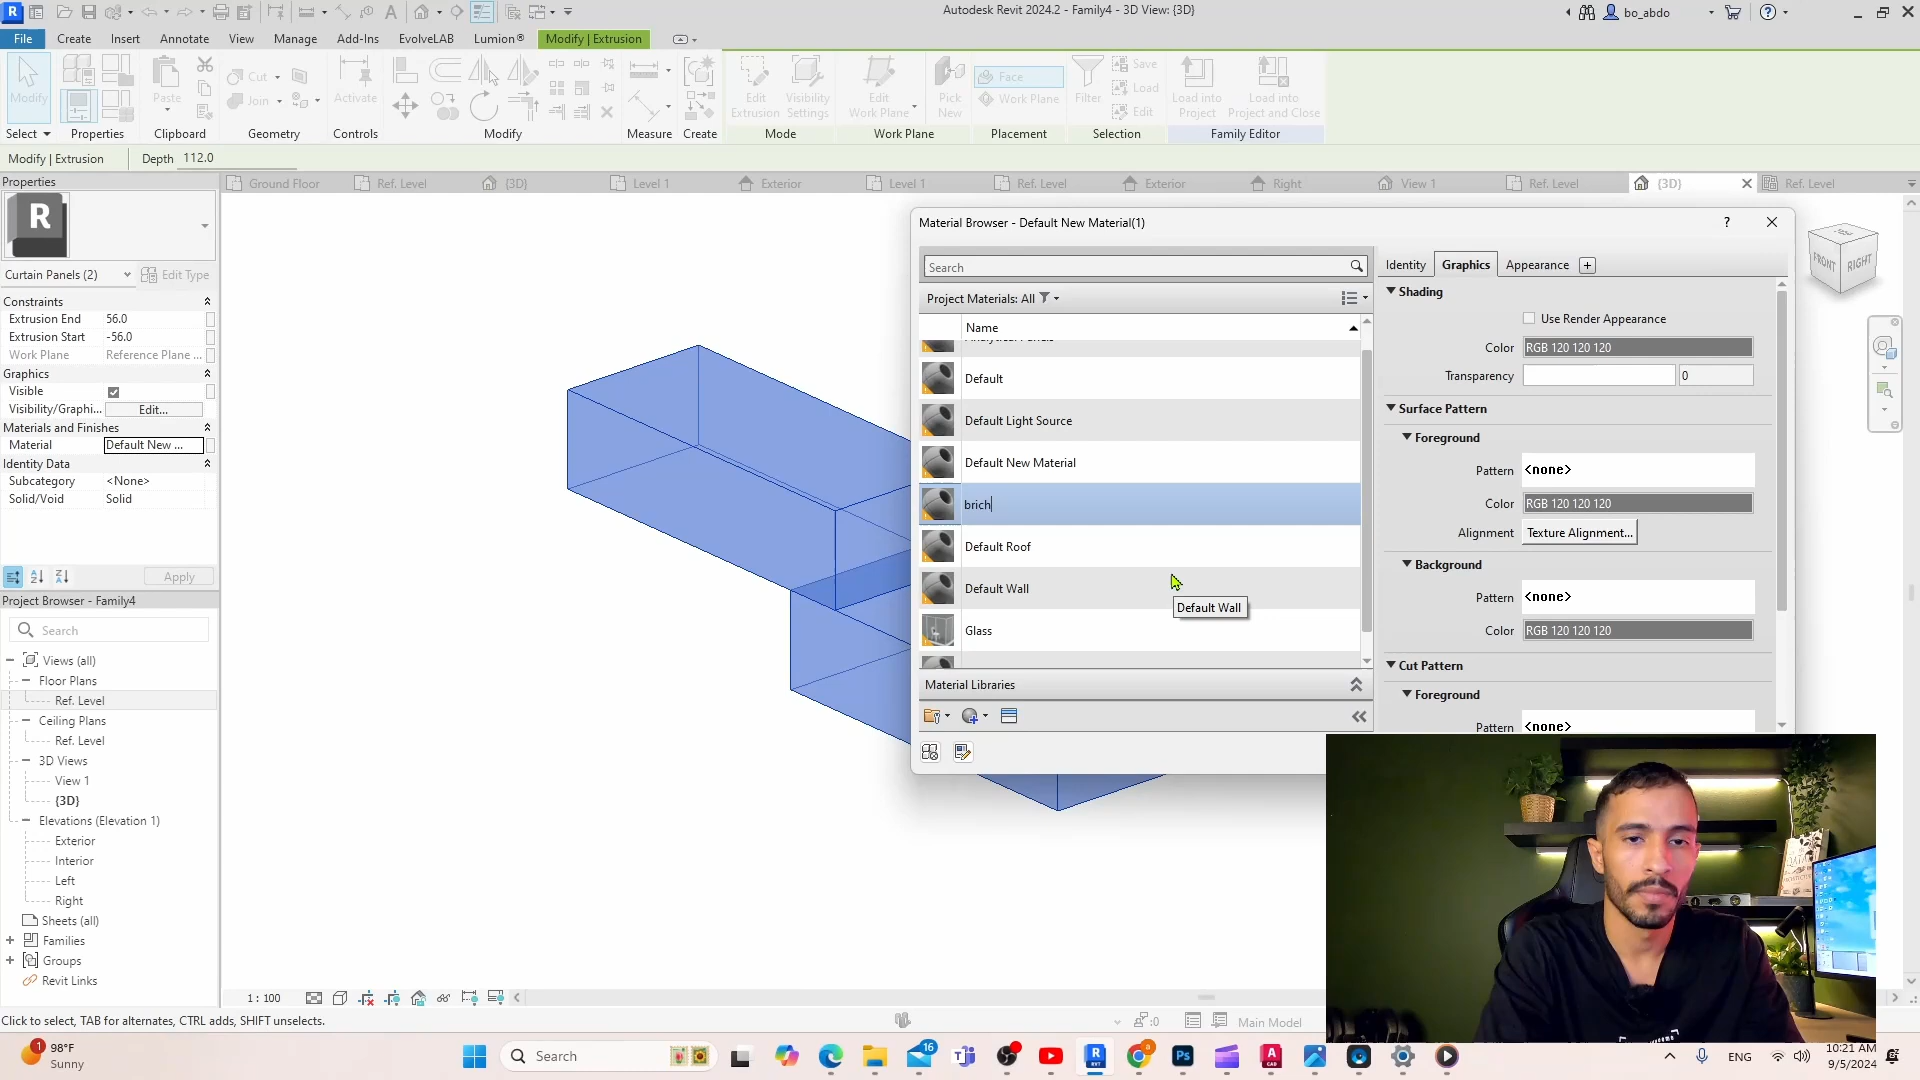 Autodesk Revit 2024.2 - Family4 - 3D View: {3D}
bo_abdo
File Create Insert Annotate View Manage Add-Ins EvolveLAB Lumion® Modify | Extrusion
Modify
Paste
Cut
Join
Activate
Edit Extrusion
Visibility Settings
Edit Work Plane
Pick New
Face
Work Plane
Filter
Save
Load
Edit
Load into Project
Load into Project and Close
Select Properties Clipboard Geometry Controls Modify Measure Create Mode Work Plane Placement Selection Family Editor
Modify | Extrusion Depth 112.0
Properties
Ground Floor Ref. Level {3D} Level 1 Exterior Level 1 Ref. Level Exterior Right View 1 Ref. Level {3D} Ref. Level
R
Curtain Panels (2) Edit Type
Constraints
Extrusion End 56.0
Extrusion Start -56.0
Work Plane Reference Plane ...
Graphics
Visible
Visibility/Graphi... Edit...
Materials and Finishes
Material Default New ...
Identity Data
Subcategory <None>
Solid/Void Solid
Apply
Project Browser - Family4
Search
Views (all)
Floor Plans
Ref. Level
Ceiling Plans
Ref. Level
3D Views
View 1
{3D}
Elevations (Elevation 1)
Exterior
Interior
Left
Right
Sheets (all)
Families
Groups
Revit Links
Material Browser - Default New Material(1)
Search
Project Materials: All
Name
Default
Default Light Source
Default New Material
brich
Default Roof
Default Wall
Default Wall
Glass
Material Libraries
Identity Graphics Appearance
Shading
Use Render Appearance
Color RGB 120 120 120
Transparency 0
Surface Pattern
Foreground
Pattern <none>
Color RGB 120 120 120
Alignment Texture Alignment...
Background
Pattern <none>
Color RGB 120 120 120
Cut Pattern
Foreground
Pattern <none>
FRONT RIGHT
1 : 100
Click to select, TAB for alternates, CTRL adds, SHIFT unselects.
:0
Main Model
1
98°F
Sunny
Search
16
ENG
10:21 AM
9/5/2024